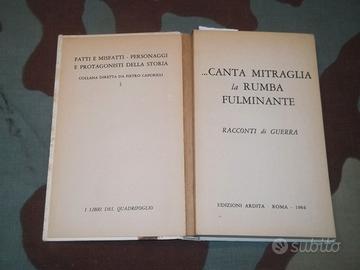 FATTI E MISFATTI - PERSONAGGI
E PROTAGONISTI DELLA STORIA
COLLANA DIRETTA DA PIETRO CAPORILLI
1
I LIBRI DEL QUADRIFOGLIO
...CANTA MITRAGLIA
la RUMBA
FULMINANTE
RACCONTI di GUERRA
EDIZIONI ARDITA - ROMA - 1964
subito